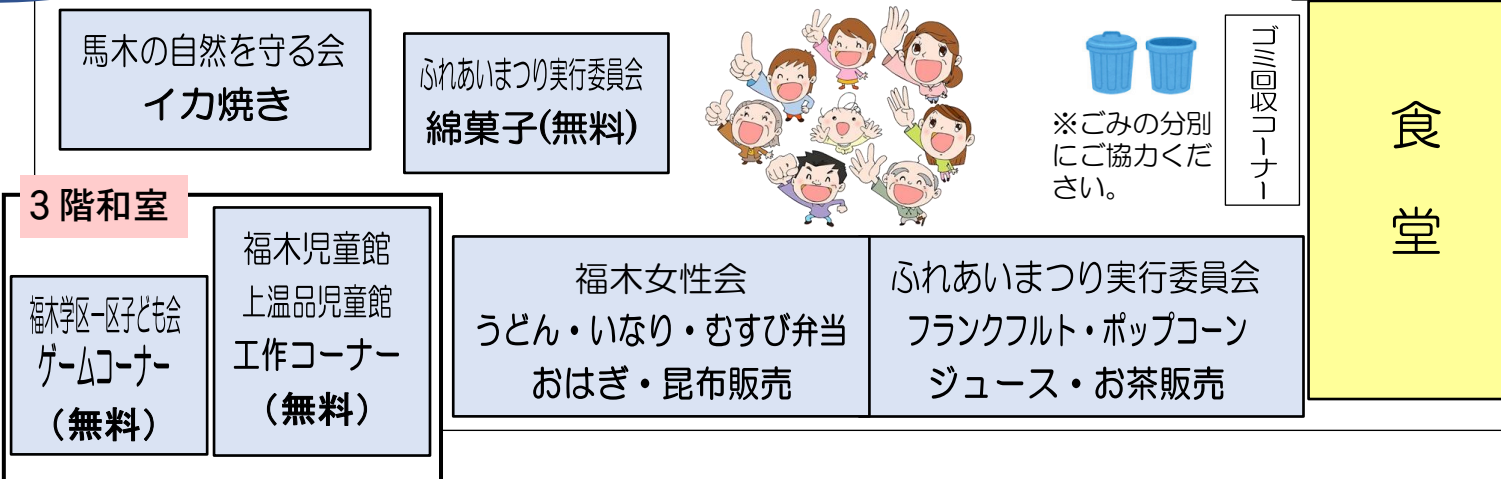 馬木の自然を守る会
イカ焼き
ふれあいまつり実行委員会
綿菓子(無料)
※ごみの分別
にご協力くだ
さい。
ゴミ回収コーナー
食堂
3階和室
福木学区一区子ども会
ゲームコーナー
(無料)
福木児童館
上温品児童館
工作コーナー
(無料)
福木女性会
うどん・いなり・むすび弁当
おはぎ・昆布販売
ふれあいまつり実行委員会
フランクフルト・ポップコーン
ジュース・お茶販売